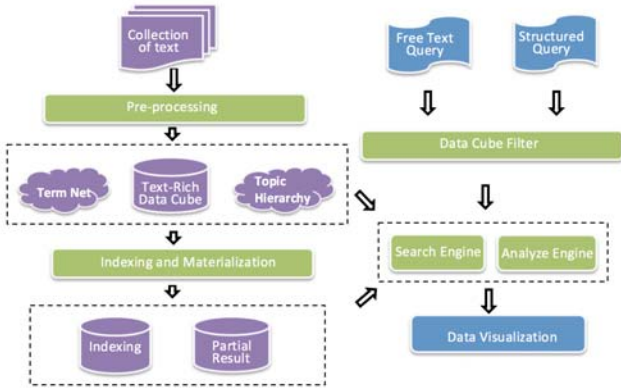 Collection
of text
Free Text
Query
Structured
Query
Pre-processing
Data Cube Filter
Term Net
Text-Rich
Data Cube
Topic
Hierarchy
Search Engine
Analyze Engine
Indexing and Materialization
Indexing
Partial
Result
Data Visualization